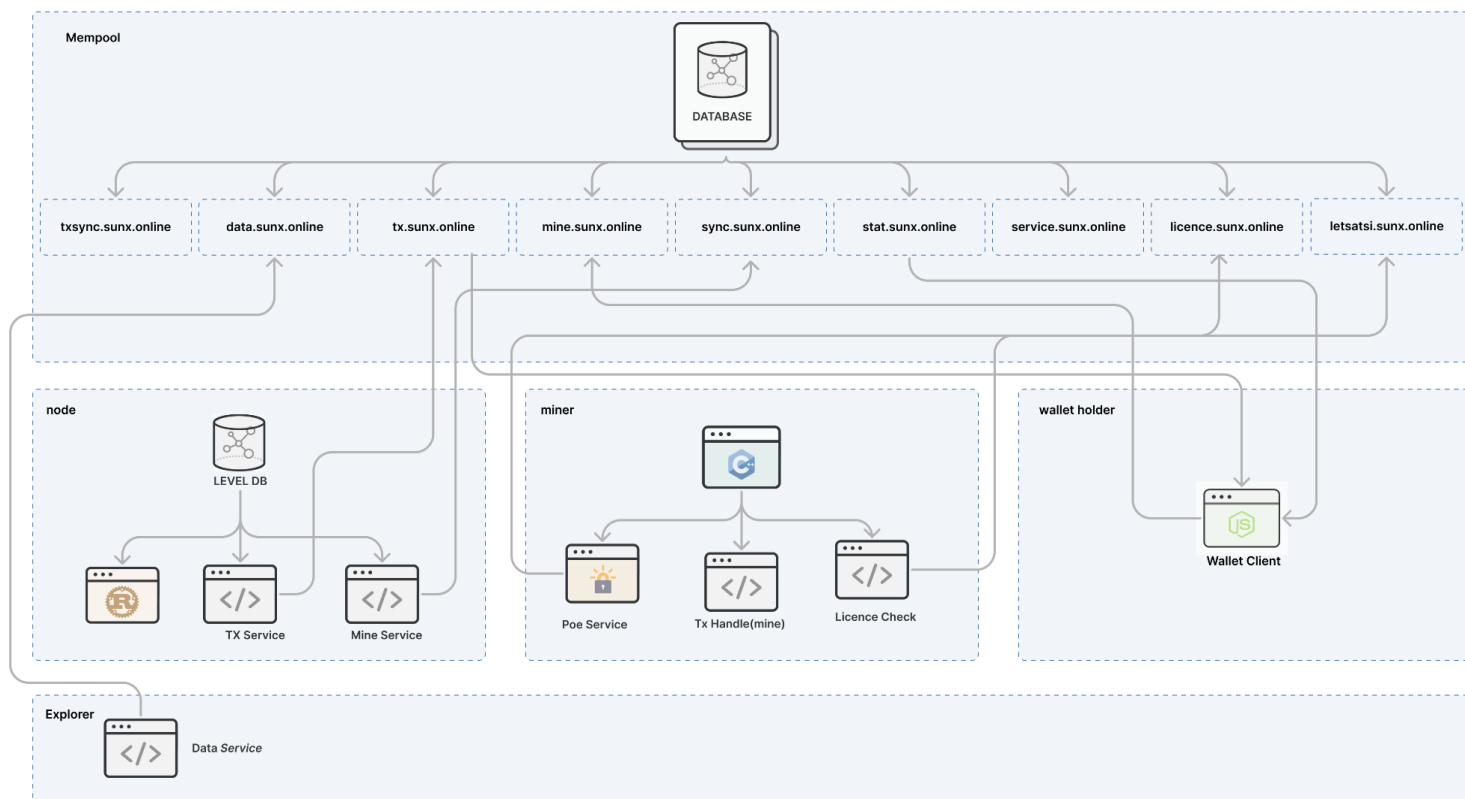 Mempool
DATABASE
txsync.sunx.online
data.sunx.online
tx.sunx.online
mine.sunx.online
sync.sunx.online
stat.sunx.online
service.sunx.online
licence.sunx.online
letsatsi.sunx.online
node
LEVEL DB
R
</>
TX Service
</>
Mine Service
miner
C++
Poe Service
</>
Tx Handle(mine)
</>
Licence Check
wallet holder
JS
Wallet Client
Explorer
</>
Data Service